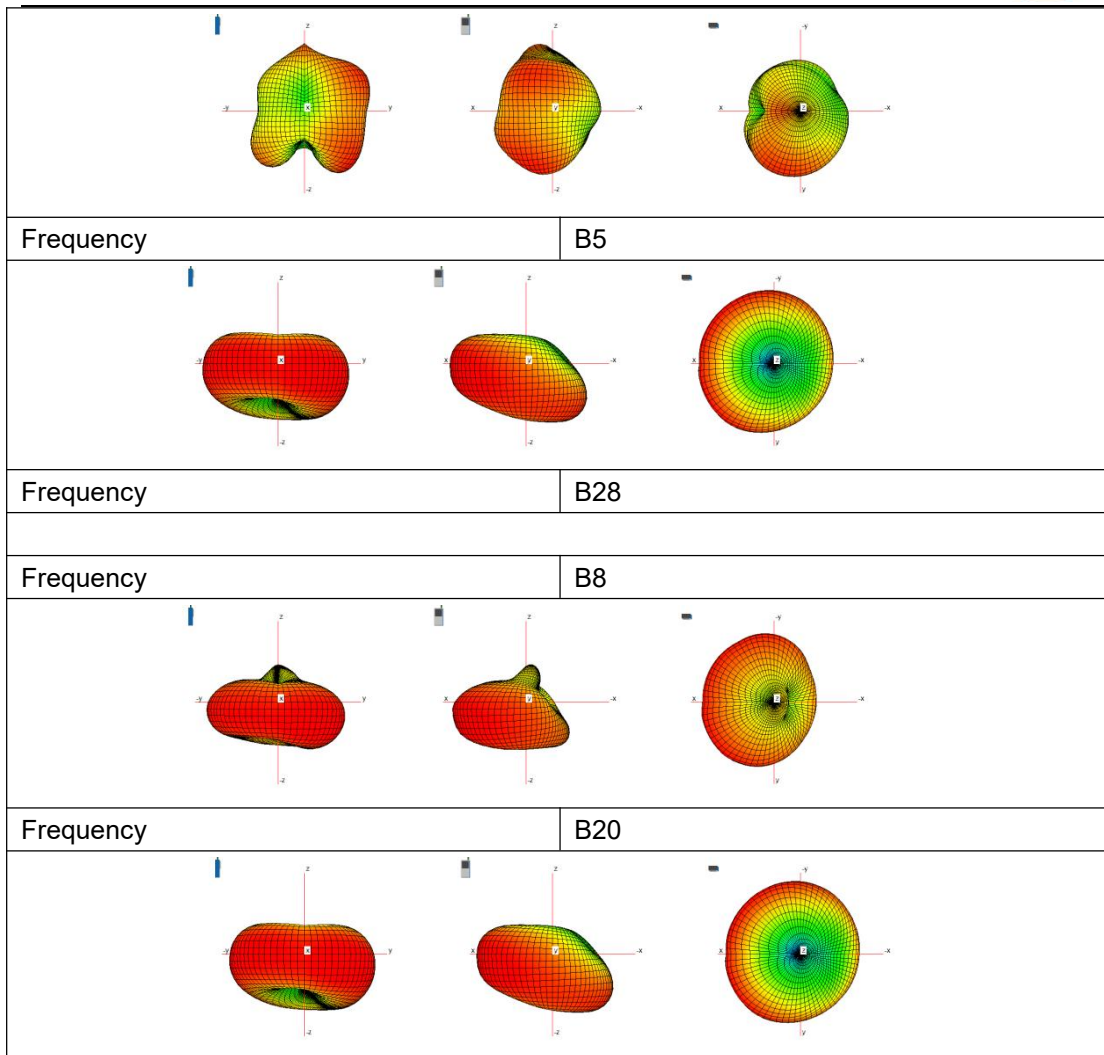 z z -y
-y x y x y -x x z -x
-z -z y
Frequency B5
z z -y
-y x y x y -x x z -x
-z -z y
Frequency B28
Frequency B8
z z -y
-y x y x y -x x z -x
-z -z y
Frequency B20
z z -y
-y x y x y -x x z -x
-z -z y